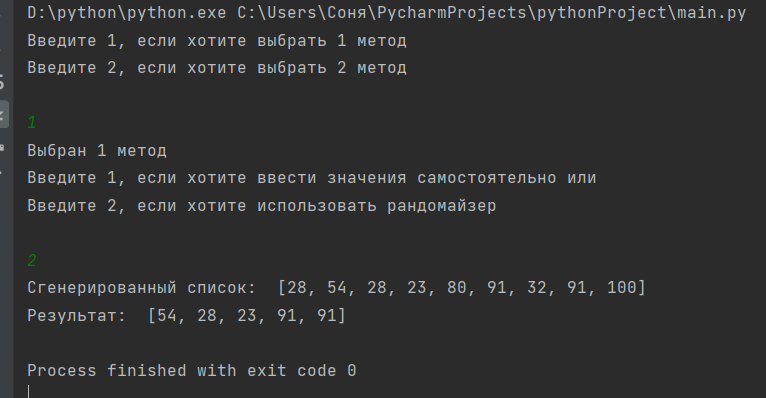 D:\python\python.exe C:\Users\Соня\PycharmProjects\pythonProject\main.py
Введите 1, если хотите выбрать 1 метод
Введите 2, если хотите выбрать 2 метод
1
Выбран 1 метод
Введите 1, если хотите ввести значения самостоятельно или
Введите 2, если хотите использовать рандомайзер
2
Сгенерированный список:  [28, 54, 28, 23, 80, 91, 32, 91, 100]
Результат:  [54, 28, 23, 91, 91]
Process finished with exit code 0